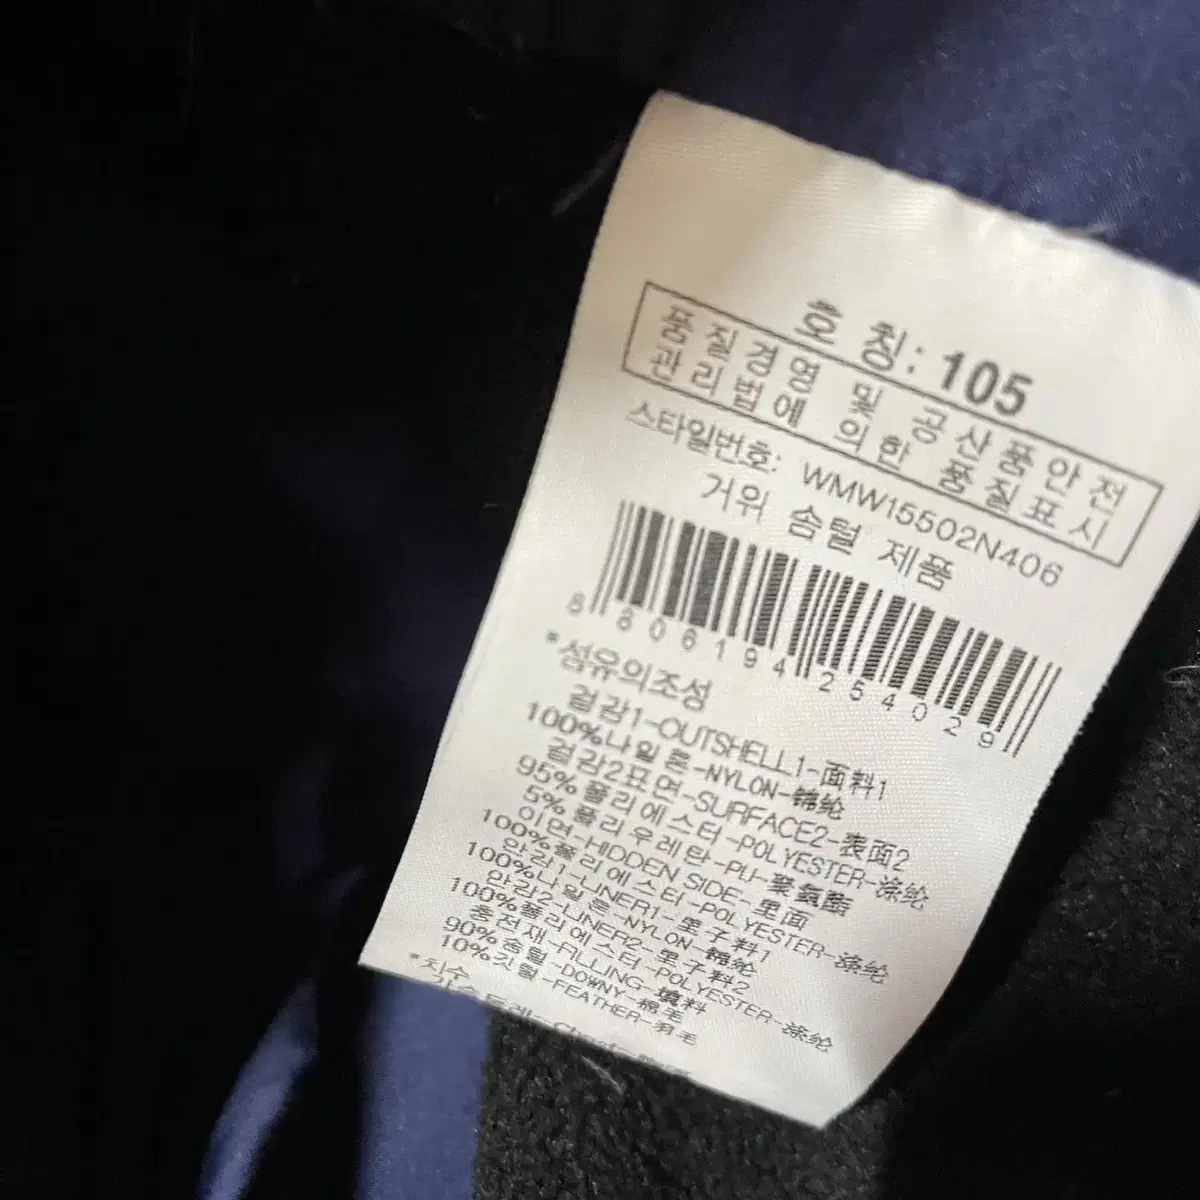 호 칭: 105
품질경영 및 공산품안전
관리법에 의한 품질표시
스타일번호: WMW15502N406
거위 솜털 제품
8 806194 254029
*섬유의조성
겉감1-OUTSHELL1-面料1
100%나일론-NYLON-锦纶
겉감2표면-SURFACE2-表面2
95%폴리에스터-POLYESTER-涤纶
5%폴리우레탄-PU-聚氨酯
이면-HIDDEN SIDE-里面
100%폴리에스터-POLYESTER-涤纶
안감1-LINER1-里子料1
100%나일론-NYLON-锦纶
안감2-LINER2-里子料2
100%폴리에스터-POLYESTER-涤纶
충전재-FILLING-填料
90%솜털-DOWNY-棉毛
10%깃털-FEATHER-羽毛
*치수